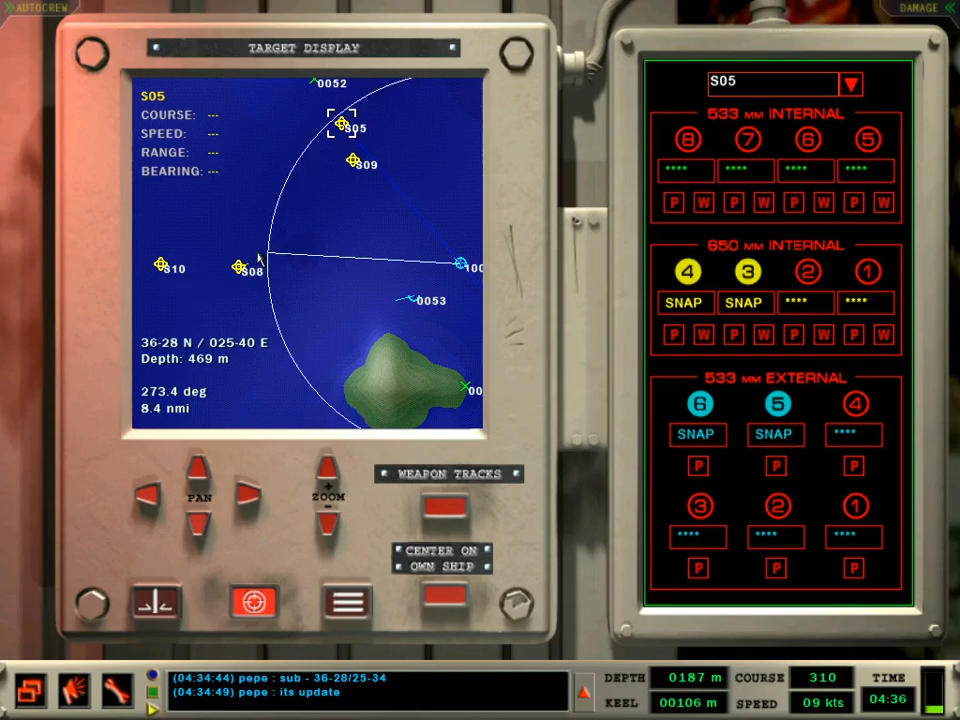 AUTOCREW
DAMAGE
TARGET DISPLAY
S05
COURSE: ---
SPEED: ---
RANGE: ---
BEARING: ---
0052
S05
S09
S10
S08
100
0053
00
36-28 N / 025-40 E
Depth: 469 m
273.4 deg
8.4 nmi
PAN
+
ZOOM
-
WEAPON TRACKS
CENTER ON
OWN SHIP
S05
533 MM INTERNAL
8 7 6 5
**** **** **** ****
P W P W P W P W
650 MM INTERNAL
4 3 2 1
SNAP SNAP **** ****
P W P W P W P W
533 MM EXTERNAL
6 5 4
SNAP SNAP ****
P P P
3 2 1
**** **** ****
P P P
(04:34:44) pepe : sub - 36-28/25-34
(04:34:49) pepe : its update
DEPTH 0187 m COURSE 310 TIME
KEEL 00106 m SPEED 09 kts 04:36